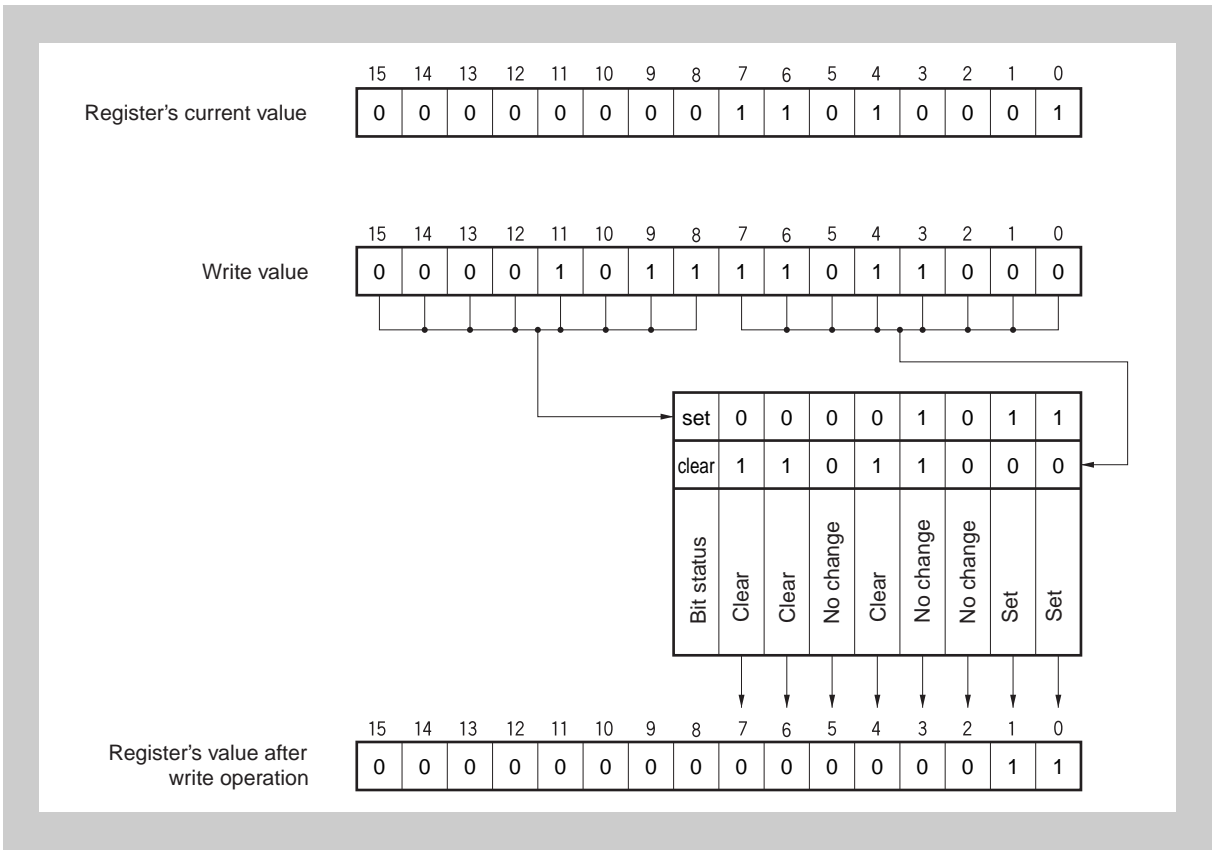 15 14 13 12 11 10 9 8 7 6 5 4 3 2 1 0
Register's current value 0 0 0 0 0 0 0 0 1 1 0 1 0 0 0 1
15 14 13 12 11 10 9 8 7 6 5 4 3 2 1 0
Write value 0 0 0 0 1 0 1 1 1 1 0 1 1 0 0 0
set 0 0 0 0 1 0 1 1
clear 1 1 0 1 1 0 0 0
Bit status Clear Clear No change Clear No change No change Set Set
15 14 13 12 11 10 9 8 7 6 5 4 3 2 1 0
Register's value after
write operation 0 0 0 0 0 0 0 0 0 0 0 0 0 0 1 1